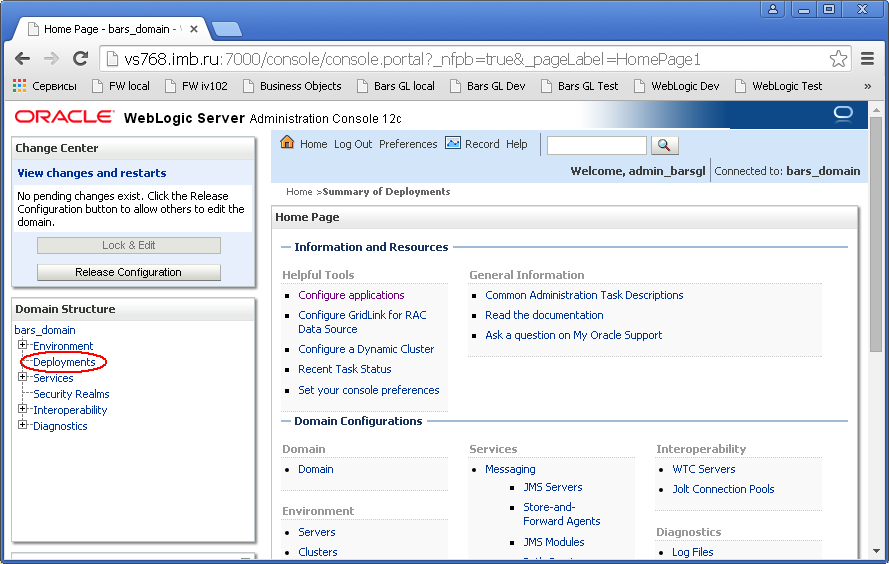 Home Page - bars_domain -
vs768.imb.ru:7000/console/console.portal?_nfpb=true&_pageLabel=HomePage1
Сервисы FW local FW iv102 Business Objects Bars GL local Bars GL Dev Bars GL Test WebLogic Dev WebLogic Test »
ORACLE® WebLogic Server Administration Console 12c
Change Center
View changes and restarts
No pending changes exist. Click the Release
Configuration button to allow others to edit the
domain.
Lock & Edit
Release Configuration
Domain Structure
bars_domain
Environment
Deployments
Services
Security Realms
Interoperability
Diagnostics
Home Log Out Preferences Record Help
Welcome, admin_barsgl Connected to: bars_domain
Home >Summary of Deployments
Home Page
Information and Resources
Helpful Tools
Configure applications
Configure GridLink for RAC
Data Source
Configure a Dynamic Cluster
Recent Task Status
Set your console preferences
General Information
Common Administration Task Descriptions
Read the documentation
Ask a question on My Oracle Support
Domain Configurations
Domain
Domain
Environment
Servers
Clusters
Services
Messaging
JMS Servers
Store-and-
Forward Agents
JMS Modules
Interoperability
WTC Servers
Jolt Connection Pools
Diagnostics
Log Files